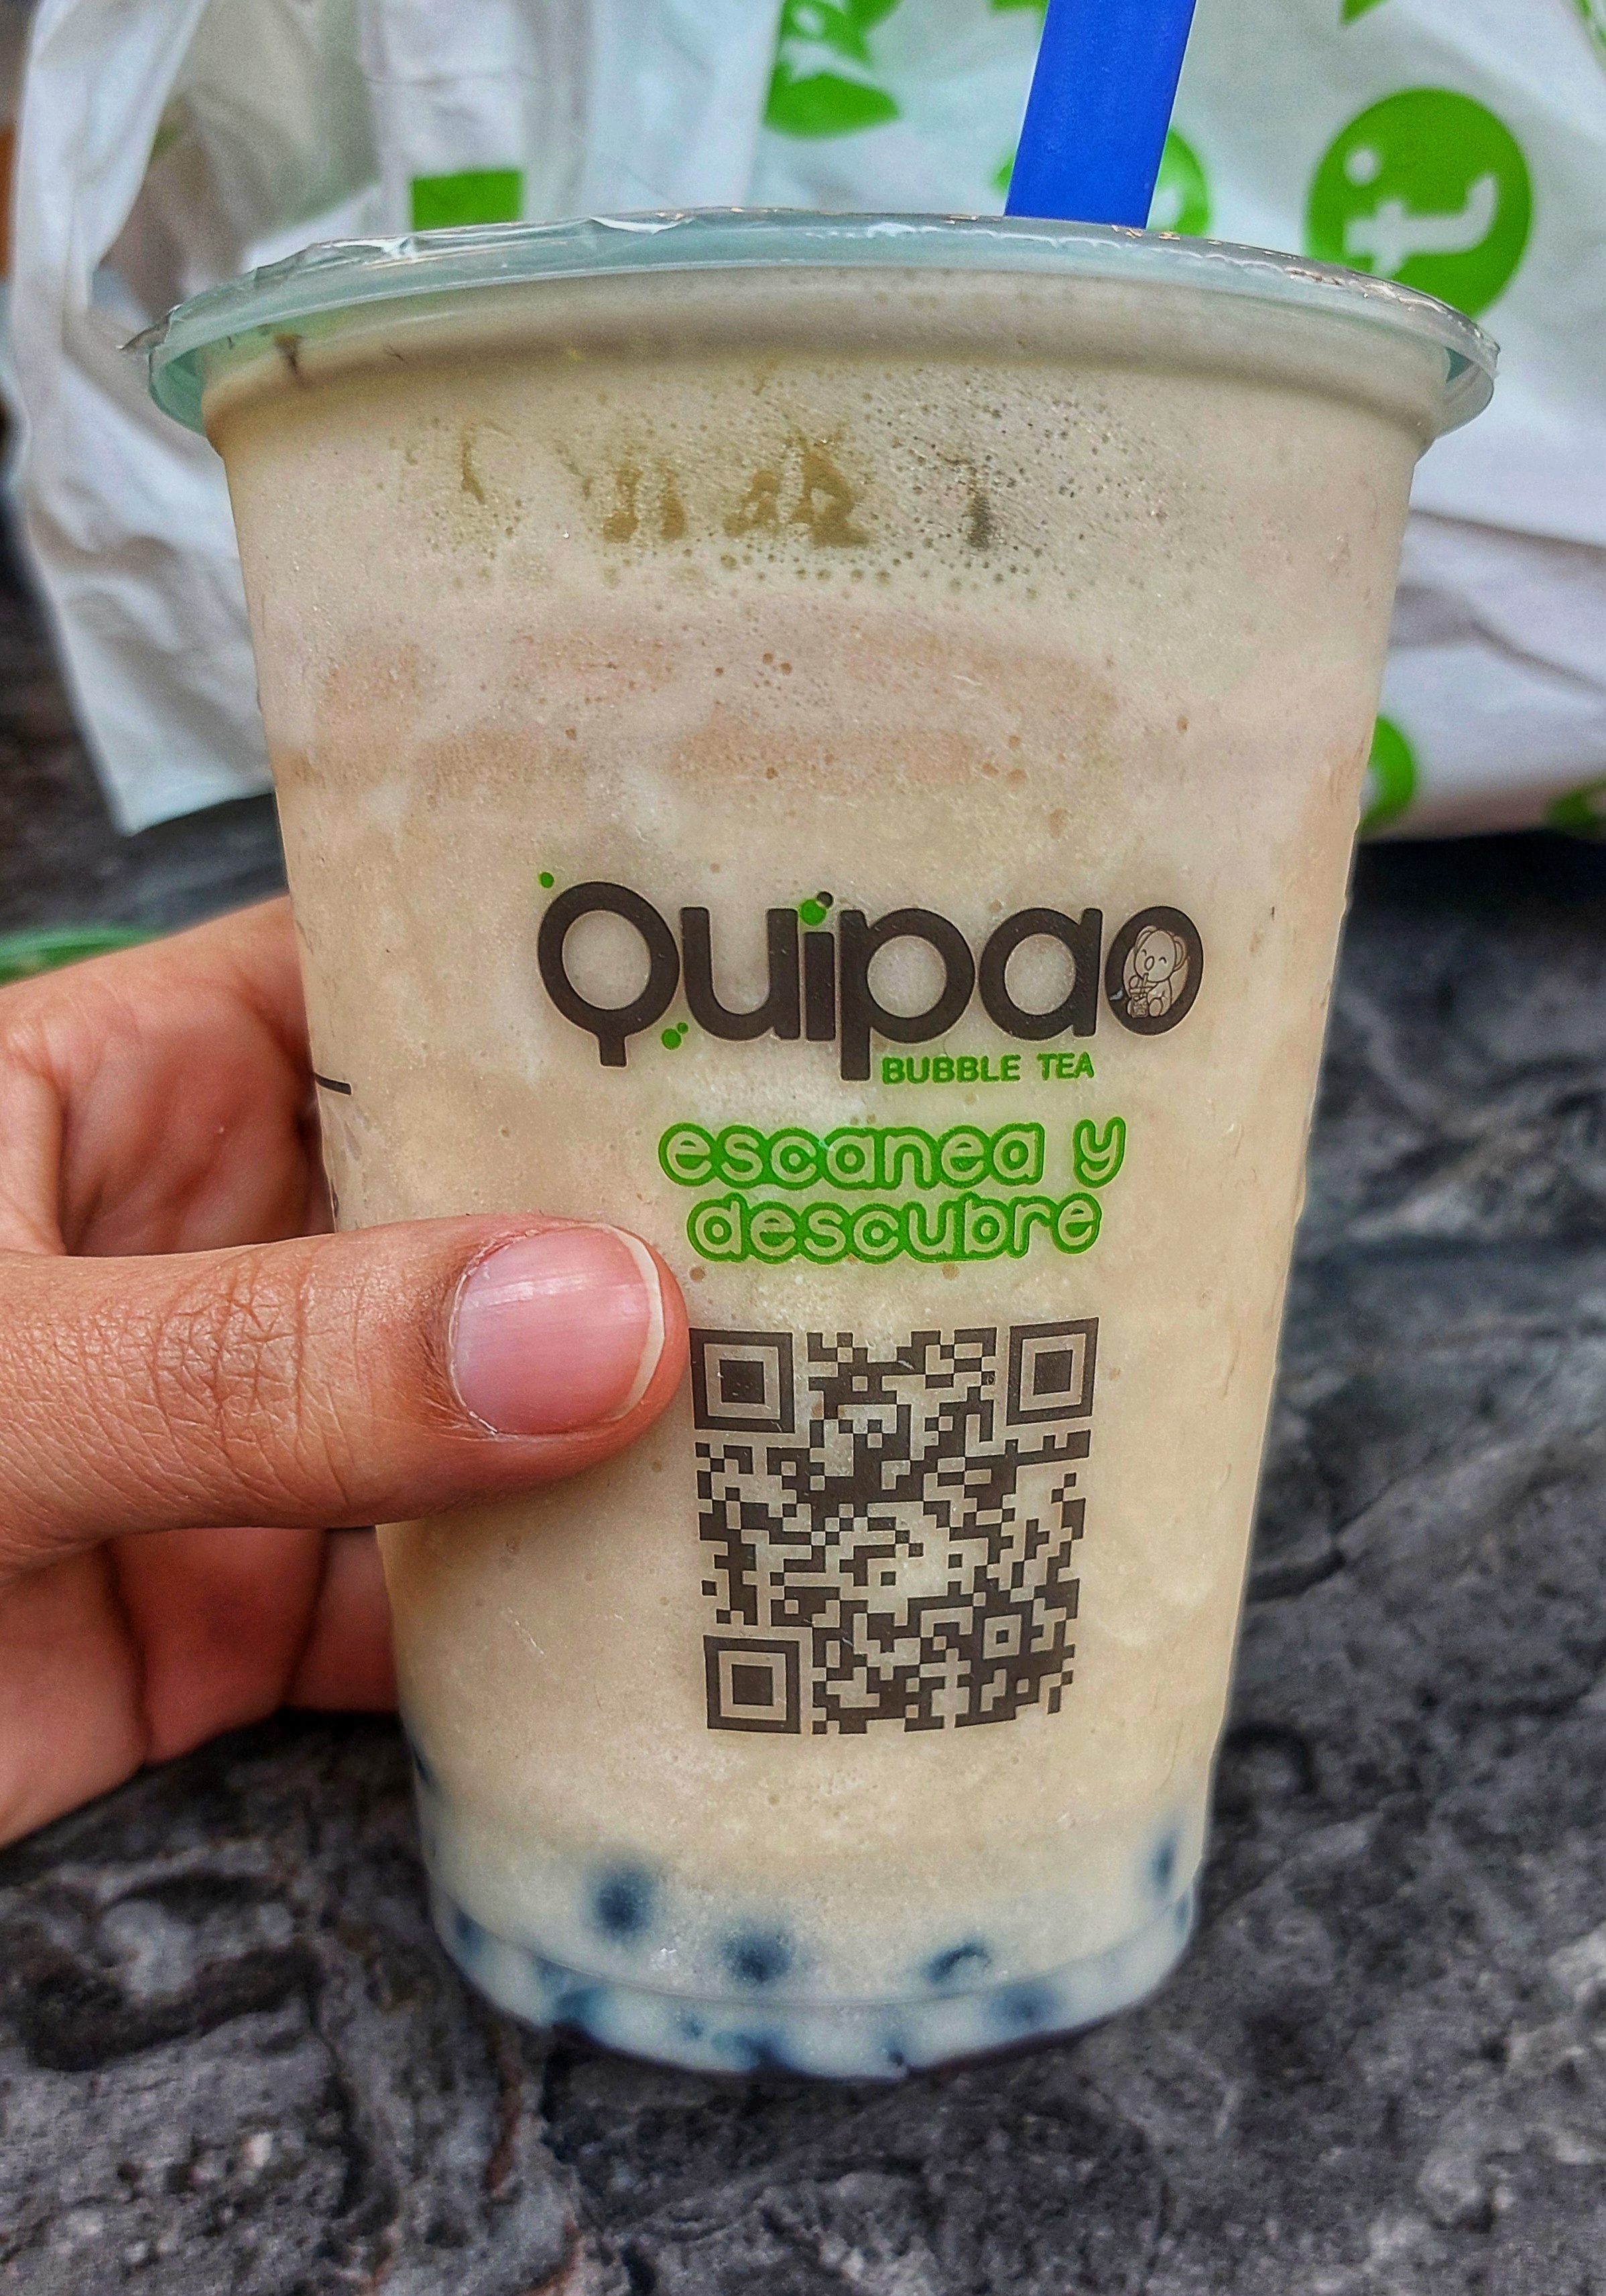 Quipao
BUBBLE TEA
escanea y
descubre